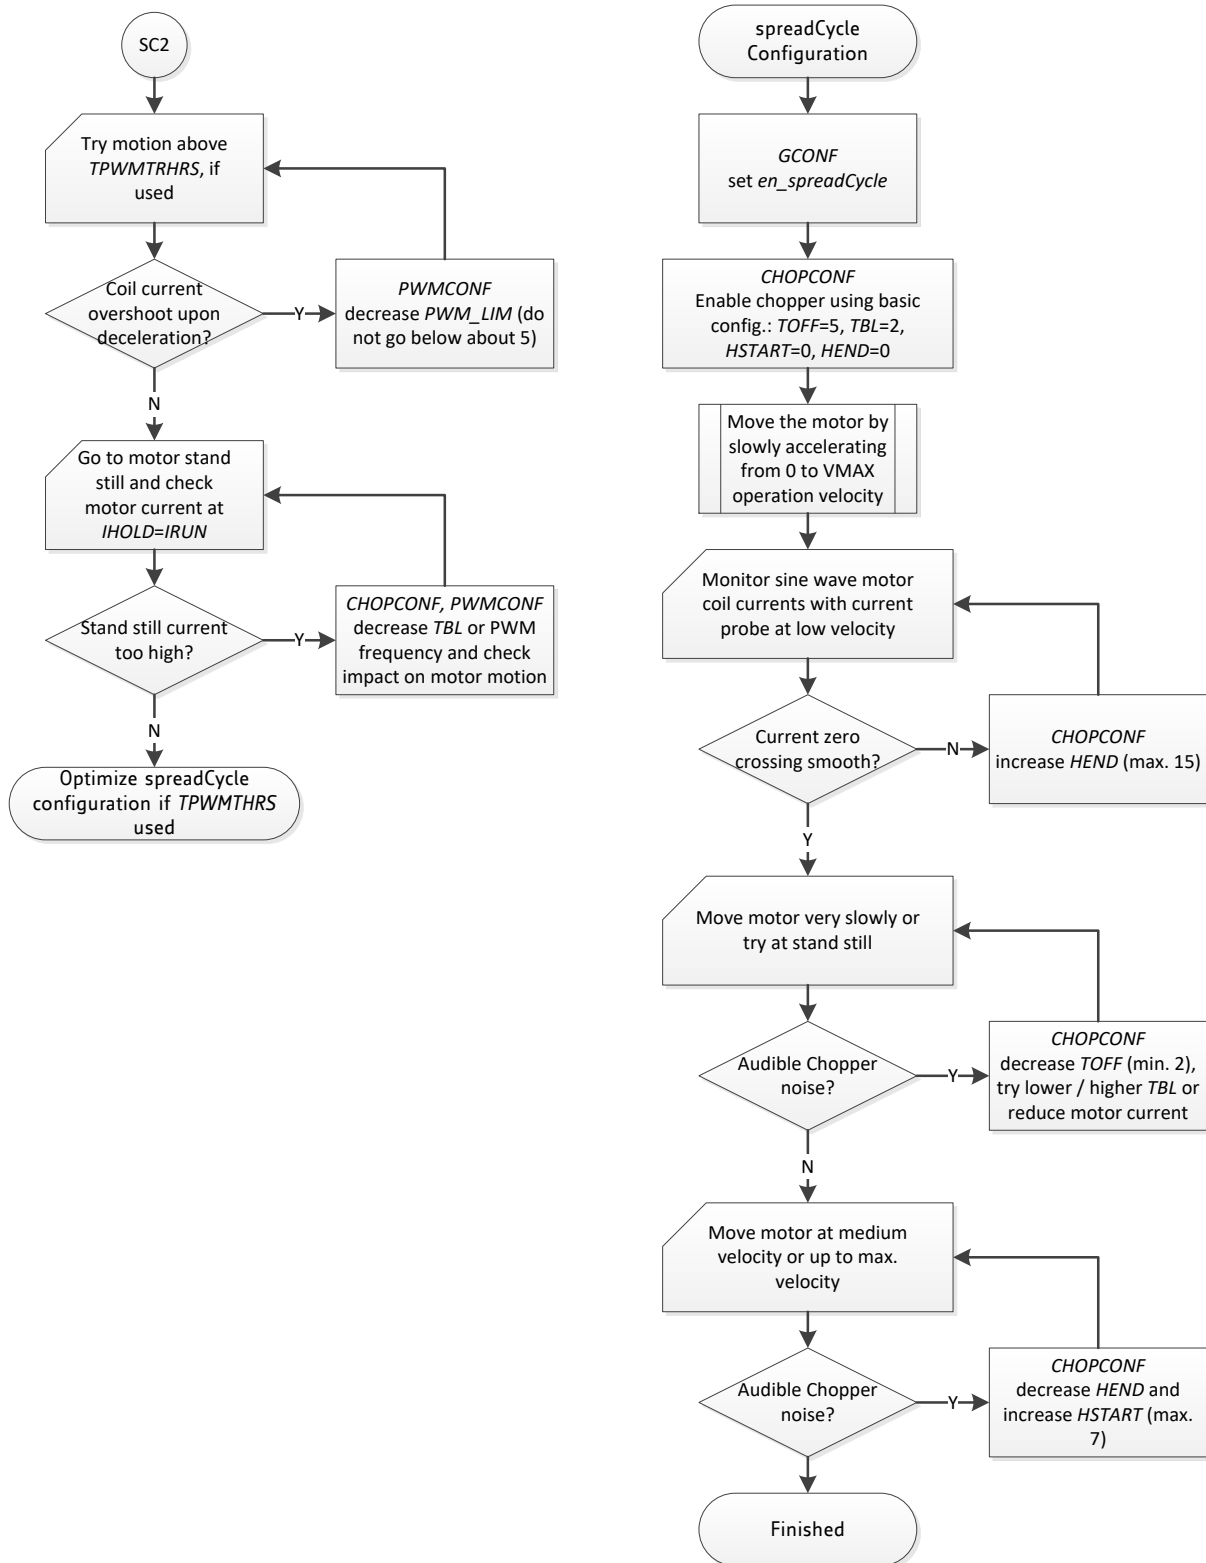 SC2
Try motion above
TPWMTRHRS, if
used
Coil current
overshoot upon
deceleration?
Y
PWMCONF
decrease PWM_LIM (do
not go below about 5)
N
Go to motor stand
still and check
motor current at
IHOLD=IRUN
Stand still current
too high?
Y
CHOPCONF, PWMCONF
decrease TBL or PWM
frequency and check
impact on motor motion
N
Optimize spreadCycle
configuration if TPWMTHRS
used
spreadCycle
Configuration
GCONF
set en_spreadCycle
CHOPCONF
Enable chopper using basic
config.: TOFF=5, TBL=2,
HSTART=0, HEND=0
Move the motor by
slowly accelerating
from 0 to VMAX
operation velocity
Monitor sine wave motor
coil currents with current
probe at low velocity
Current zero
crossing smooth?
N
CHOPCONF
increase HEND (max. 15)
Y
Move motor very slowly or
try at stand still
Audible Chopper
noise?
Y
CHOPCONF
decrease TOFF (min. 2),
try lower / higher TBL or
reduce motor current
N
Move motor at medium
velocity or up to max.
velocity
Audible Chopper
noise?
Y
CHOPCONF
decrease HEND and
increase HSTART (max.
7)
Finished